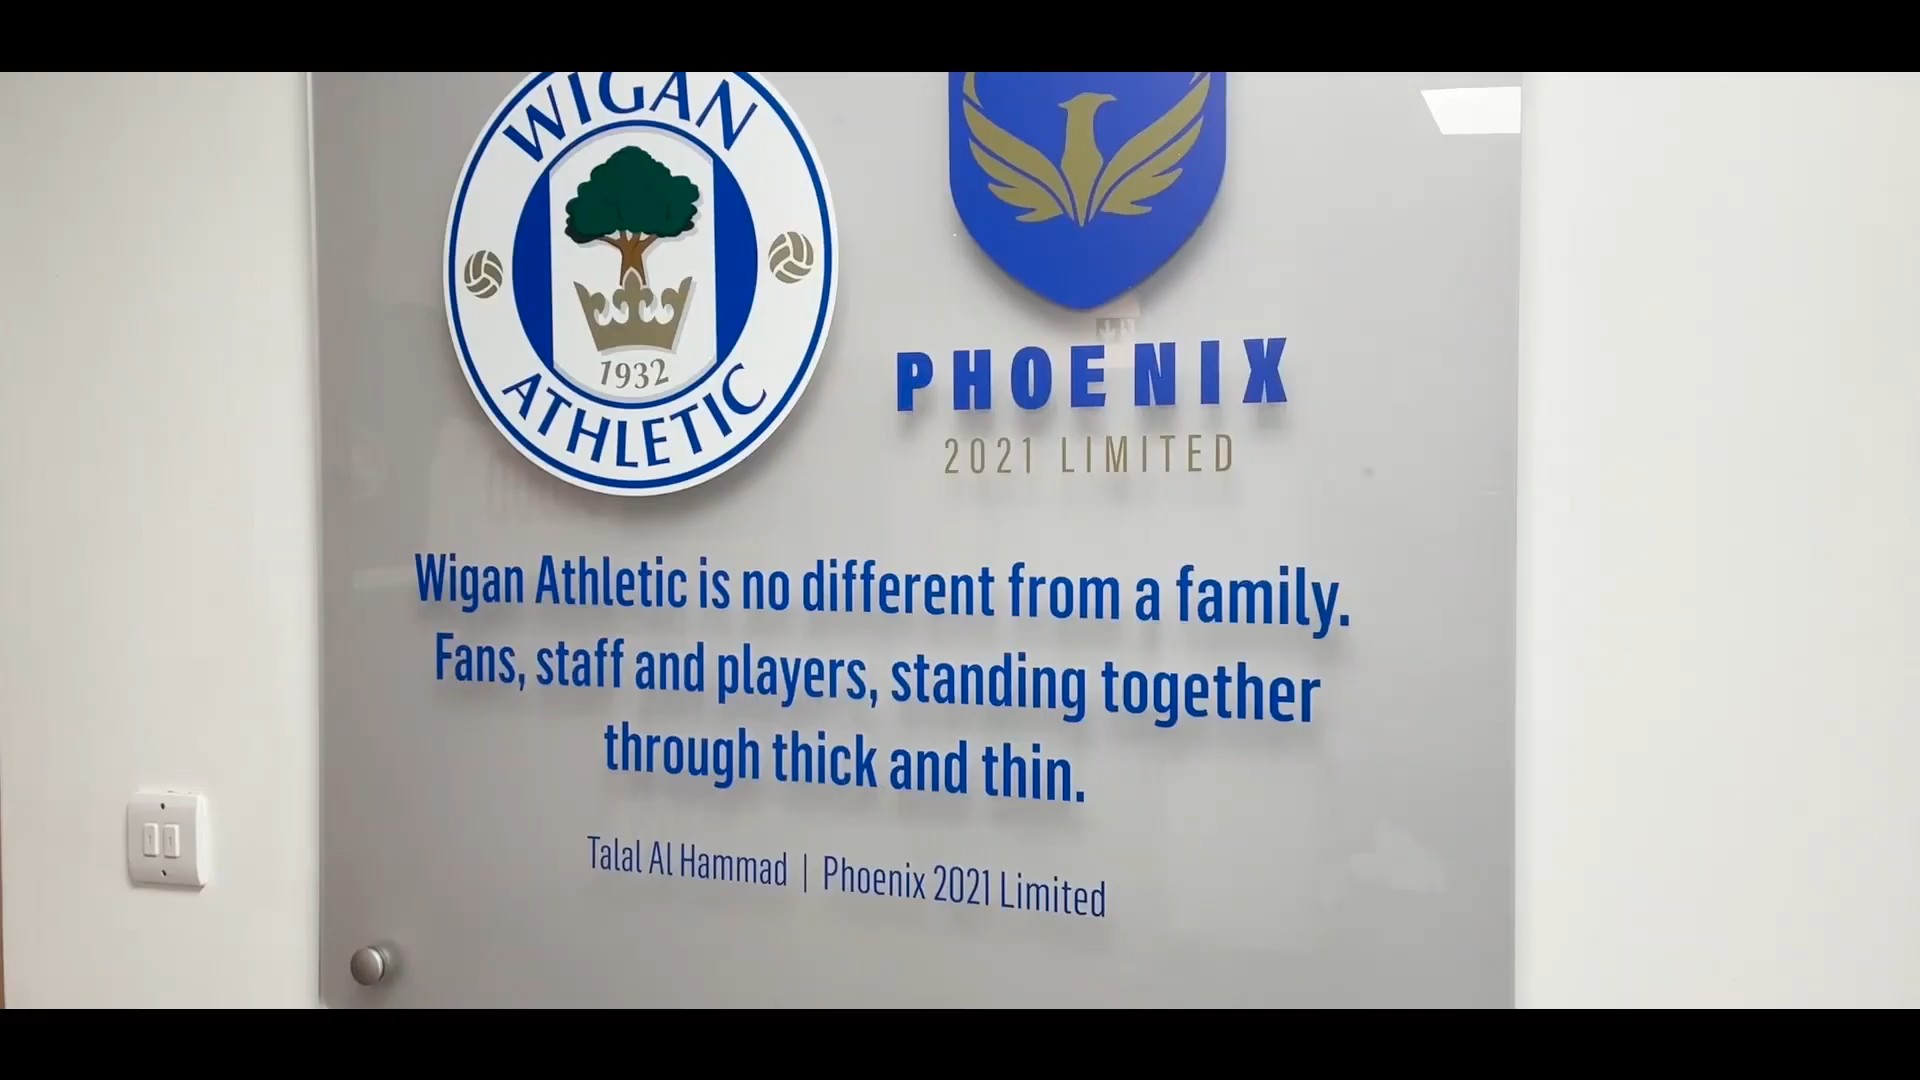 WIGAN
1932
ATHLETIC
PHOENIX
2021 LIMITED
Wigan Athletic is no different from a family.
Fans, staff and players, standing together
through thick and thin.
Talal Al Hammad | Phoenix 2021 Limited